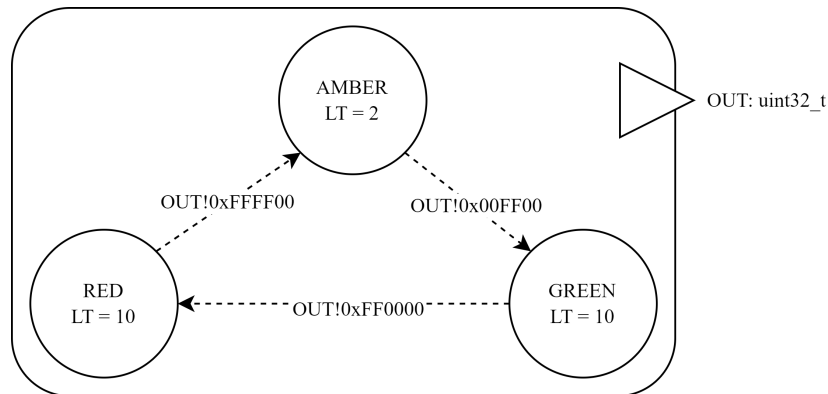 AMBER
LT = 2
OUT: uint32_t
OUT!0xFFFF00
OUT!0x00FF00
RED
LT = 10
OUT!0xFF0000
GREEN
LT = 10